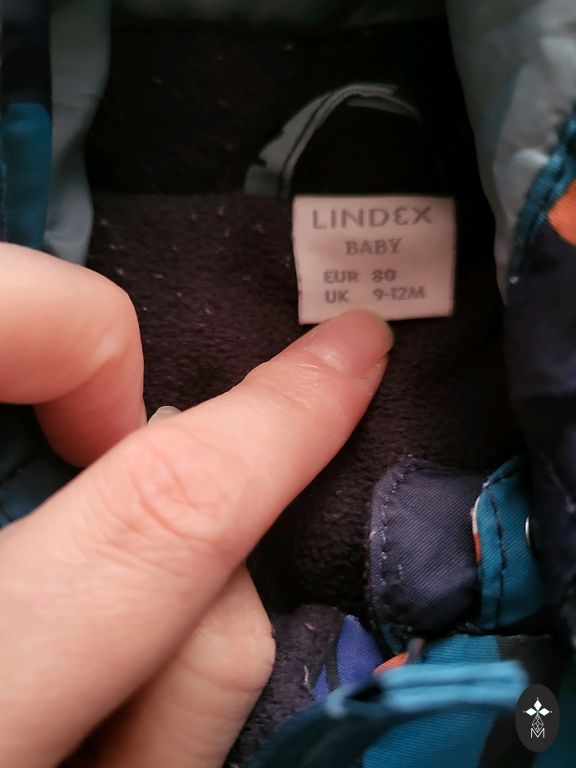 LINDEX
BABY
EUR 80
UK 9-12M
M